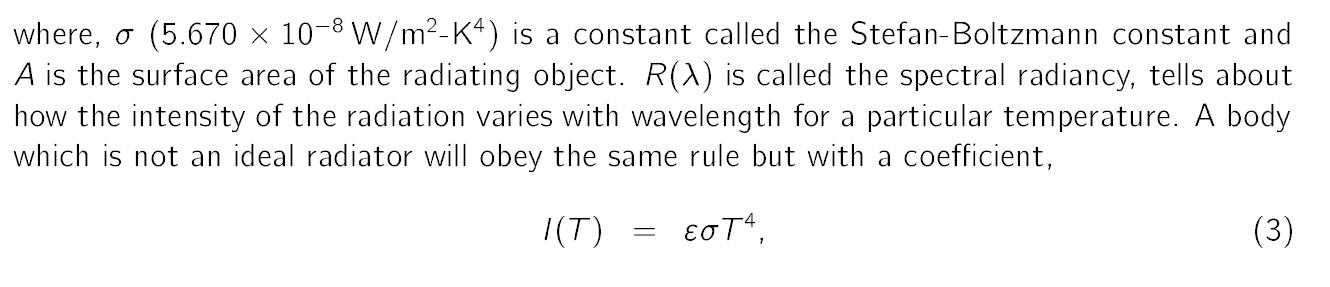 where, σ (5.670 × 10⁻⁸ W/m²-K⁴) is a constant called the Stefan-Boltzmann constant and
A is the surface area of the radiating object. R(λ) is called the spectral radiancy, tells about
how the intensity of the radiation varies with wavelength for a particular temperature. A body
which is not an ideal radiator will obey the same rule but with a coefficient,
I(T) = εσT⁴, (3)